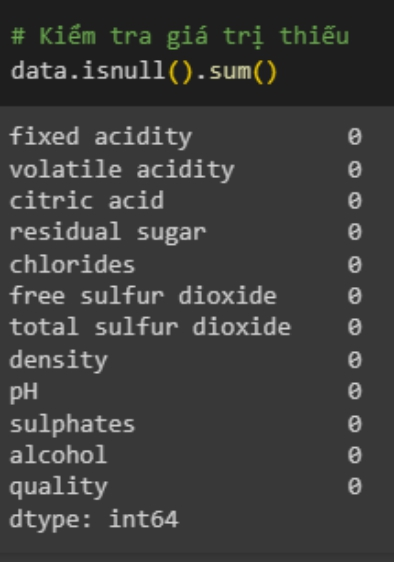 # Kiểm tra giá trị thiếu
data.isnull().sum()
fixed acidity 0
volatile acidity 0
citric acid 0
residual sugar 0
chlorides 0
free sulfur dioxide 0
total sulfur dioxide 0
density 0
pH 0
sulphates 0
alcohol 0
quality 0
dtype: int64